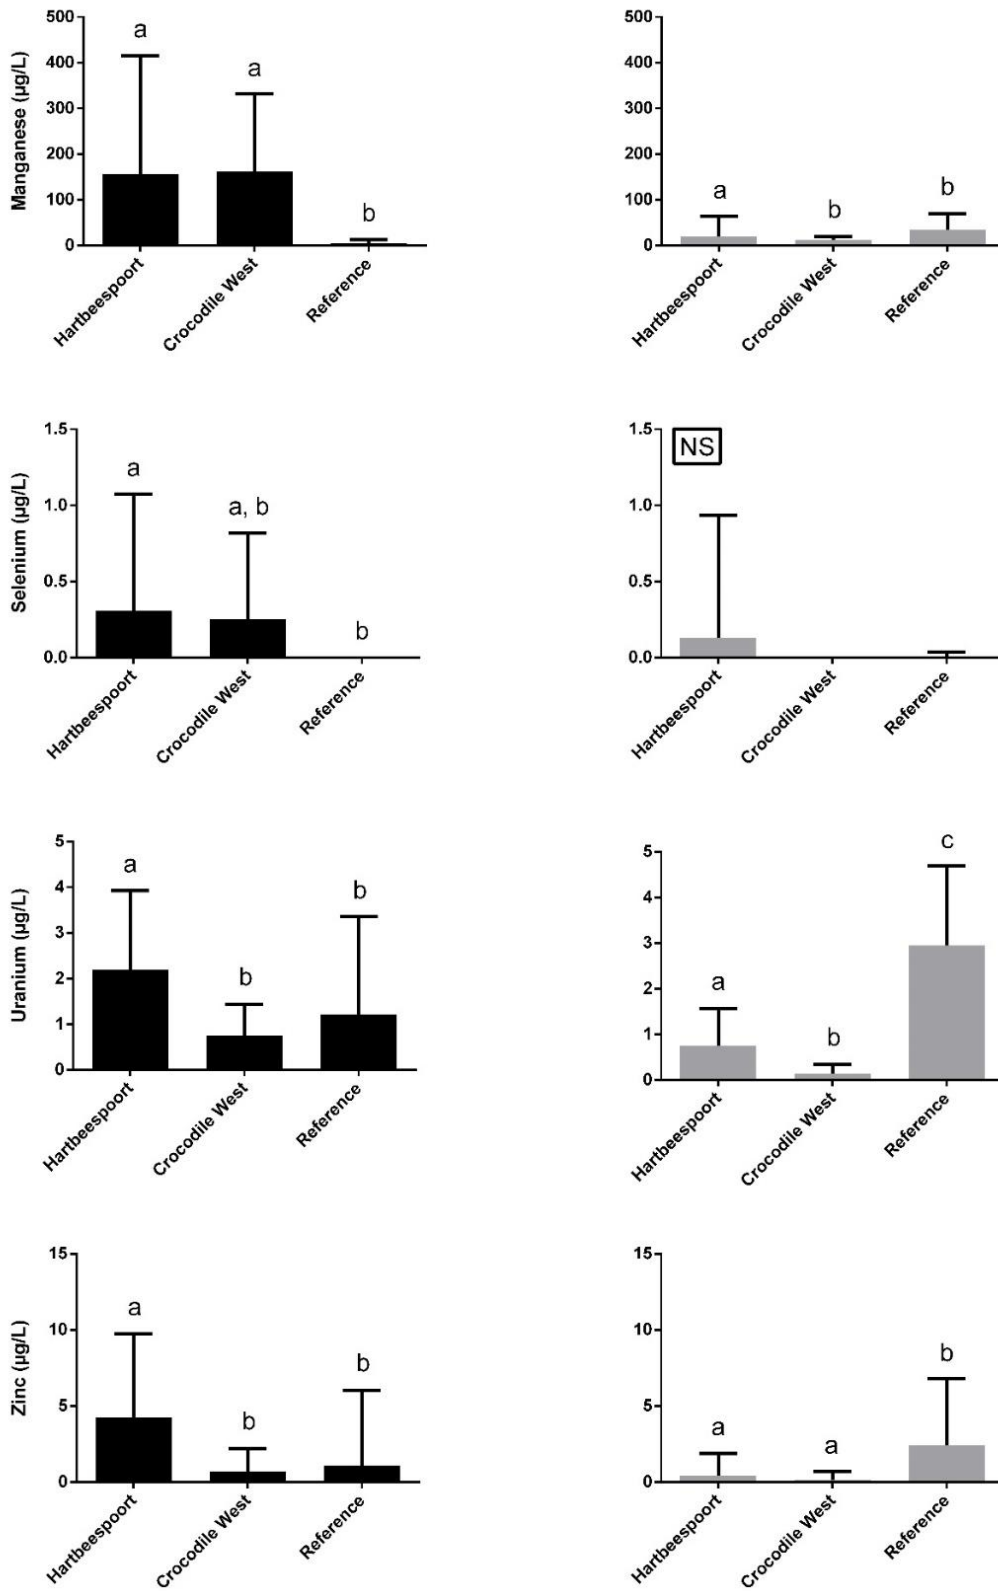 Manganese (µg/L)
500
400
300
200
100
0
a
a
b
Hartbeespoort
Crocodile West
Reference
500
400
300
200
100
0
a
b
b
Hartbeespoort
Crocodile West
Reference
Selenium (µg/L)
1.5
1.0
0.5
0.0
a
a, b
b
Hartbeespoort
Crocodile West
Reference
1.5
1.0
0.5
0.0
NS
Hartbeespoort
Crocodile West
Reference
Uranium (µg/L)
5
4
3
2
1
0
a
b
b
Hartbeespoort
Crocodile West
Reference
5
4
3
2
1
0
a
b
c
Hartbeespoort
Crocodile West
Reference
Zinc (µg/L)
15
10
5
0
a
b
b
Hartbeespoort
Crocodile West
Reference
15
10
5
0
a
a
b
Hartbeespoort
Crocodile West
Reference